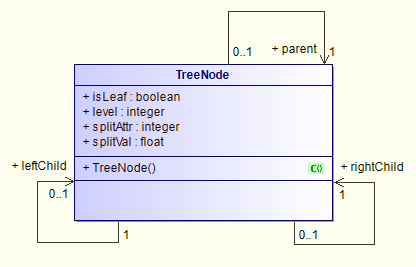 0..1
+ parent
1
TreeNode
+ isLeaf : boolean
+ level : integer
+ splitAttr : integer
+ splitVal : float
+ leftChild
+ TreeNode()
C()
+ rightChild
0..1
1
1
0..1